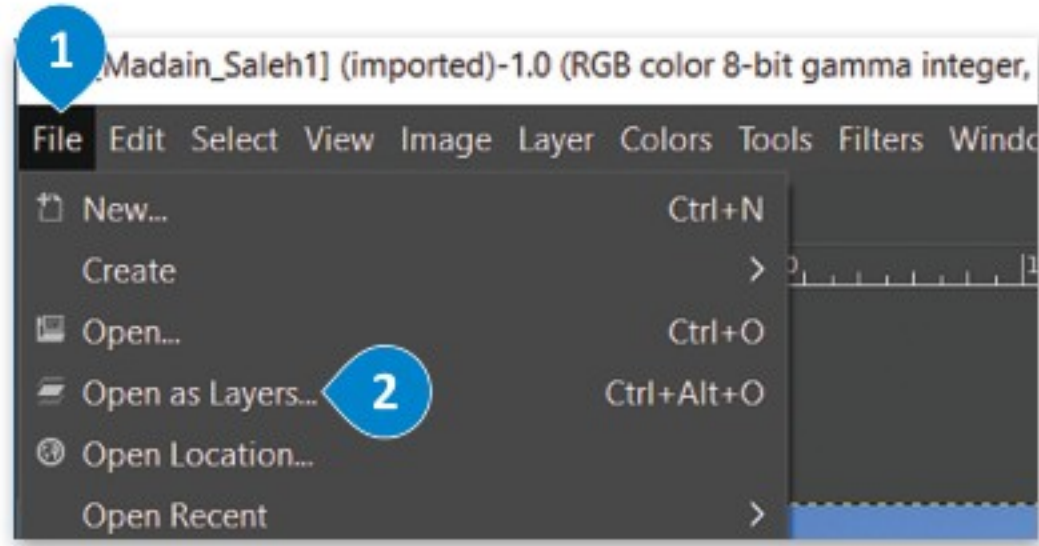 1
[Madain_Saleh1] (imported)-1.0 (RGB color 8-bit gamma integer,
File Edit Select View Image Layer Colors Tools Filters
New... Ctrl+N
Create >
Open... Ctrl+O
Open as Layers... 2 Ctrl+Alt+O
Open Location...
Open Recent >